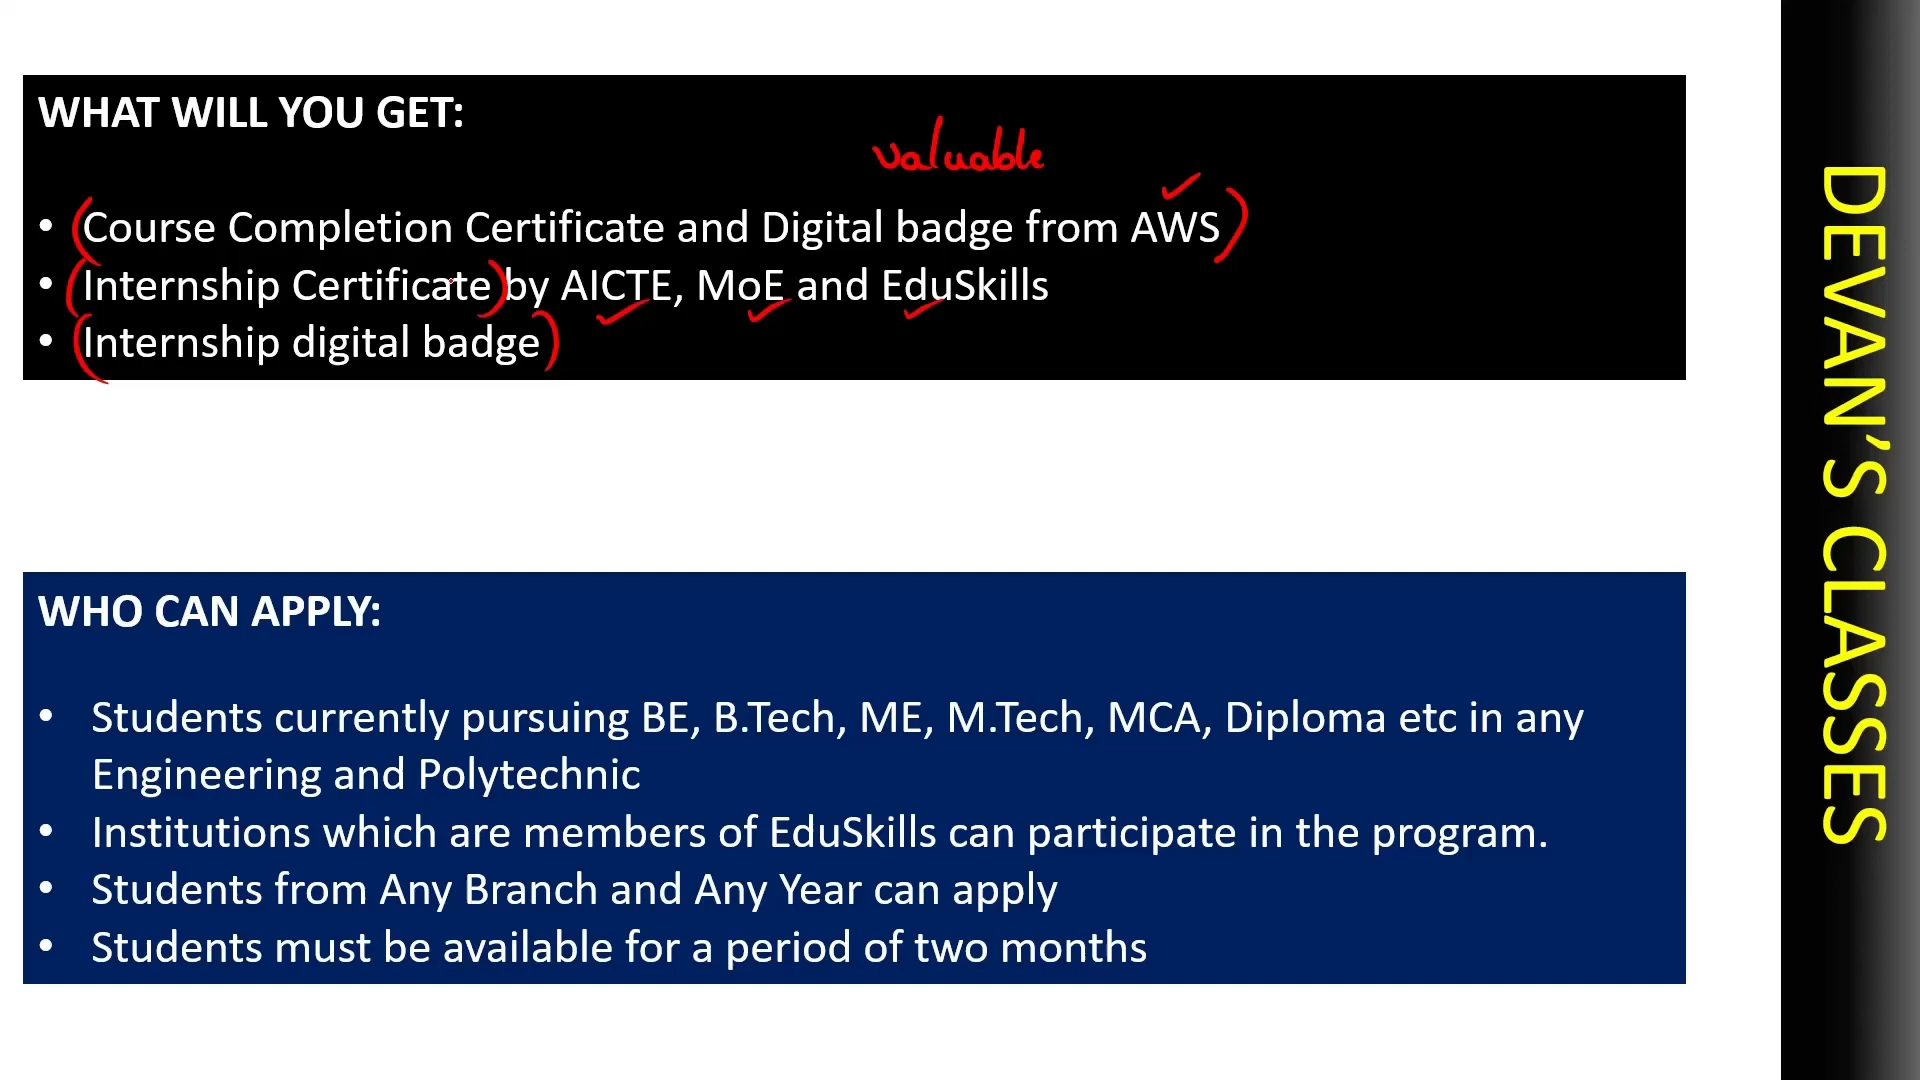 WHAT WILL YOU GET:
valuable
• Course Completion Certificate and Digital badge from AWS
• Internship Certificate by AICTE, MoE and EduSkills
• Internship digital badge
WHO CAN APPLY:
• Students currently pursuing BE, B.Tech, ME, M.Tech, MCA, Diploma etc in any
Engineering and Polytechnic
• Institutions which are members of EduSkills can participate in the program.
• Students from Any Branch and Any Year can apply
• Students must be available for a period of two months
DEVAN'S CLASSES